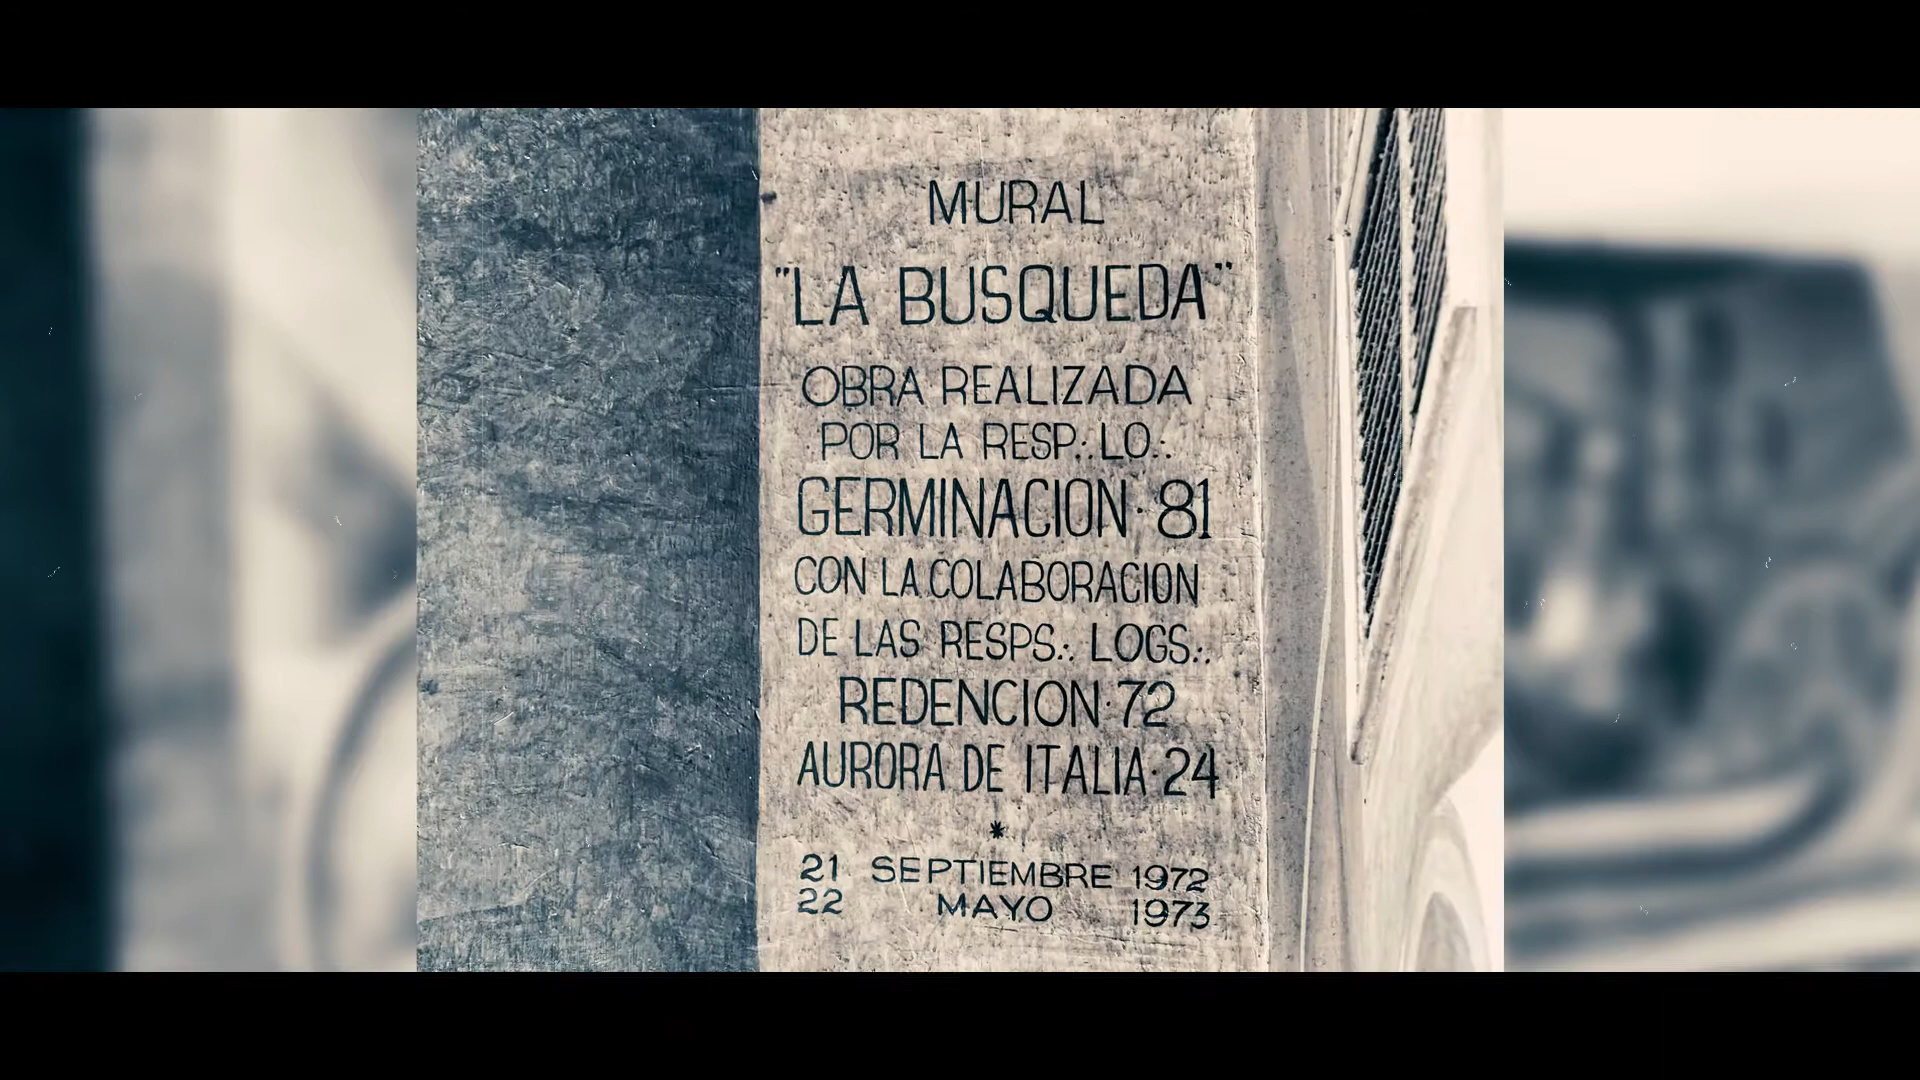 MURAL
"LA BUSQUEDA"
OBRA REALIZADA
POR LA RESP∴ LO∴
GERMINACION · 81
CON LA COLABORACION
DE LAS RESPS∴ LOGS∴
REDENCION · 72
AURORA DE ITALIA · 24
*
21 SEPTIEMBRE 1972
22 MAYO 1973